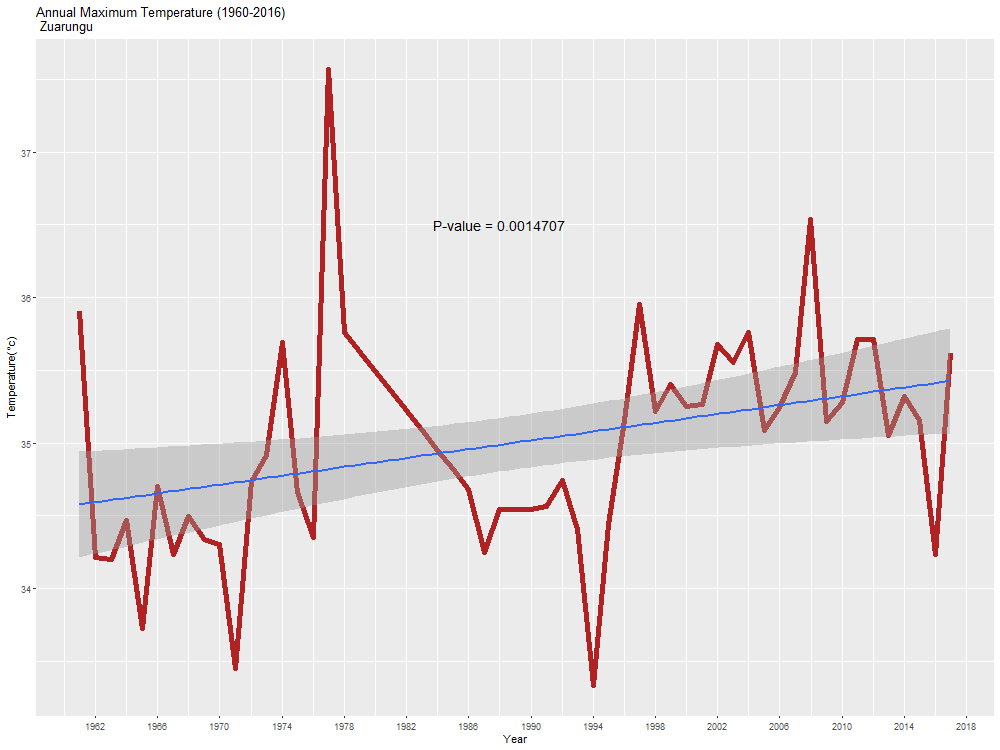 Annual Maximum Temperature (1960-2016)
Zuarungu
37
P-value = 0.0014707
36
Temperature(°c)
35
34
1962 1966 1970 1974 1978 1982 1986 1990 1994 1998 2002 2006 2010 2014 2018
Year